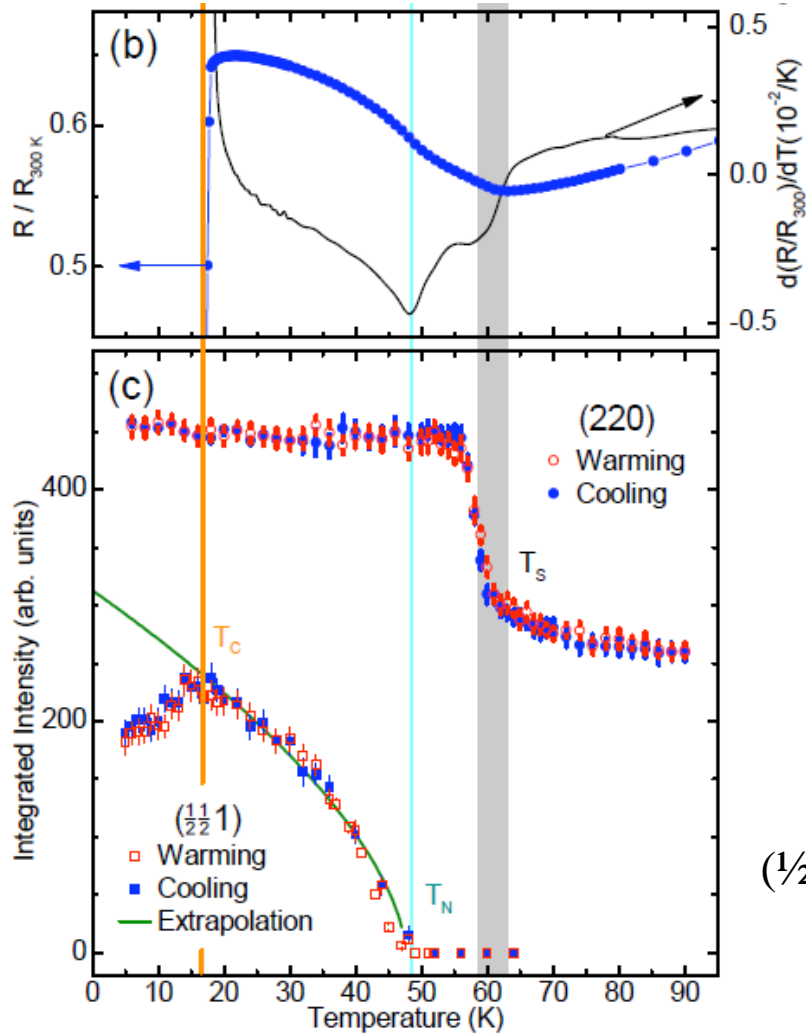 (b)
0.5
0.6
0.0
0.5
-0.5
R / R300 K
d(R/R300)/dT(10-2/K)
(c)
(220)
Warming
Cooling
400
TS
TC
200
(½½1)
Warming
Cooling
Extrapolation
TN
(½
0
0 10 20 30 40 50 60 70 80 90
Temperature (K)
Integrated Intensity (arb. units)